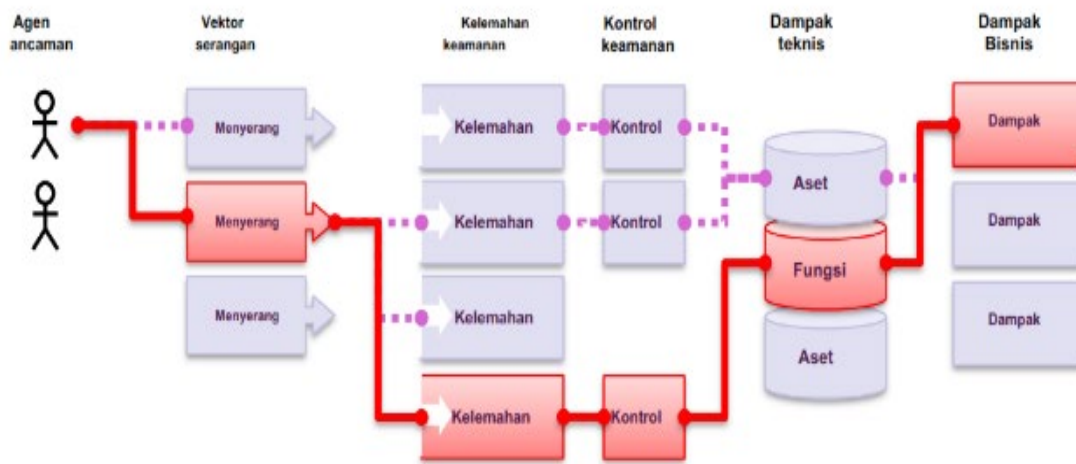 Agen
ancaman
Vektor
serangan
Kelemahan
keamanan
Kontrol
keamanan
Dampak
teknis
Dampak
Bisnis
Menyerang
Kelemahan
Kontrol
Dampak
Aset
Menyerang
Kelemahan
Kontrol
Dampak
Fungsi
Menyerang
Kelemahan
Dampak
Aset
Kelemahan
Kontrol